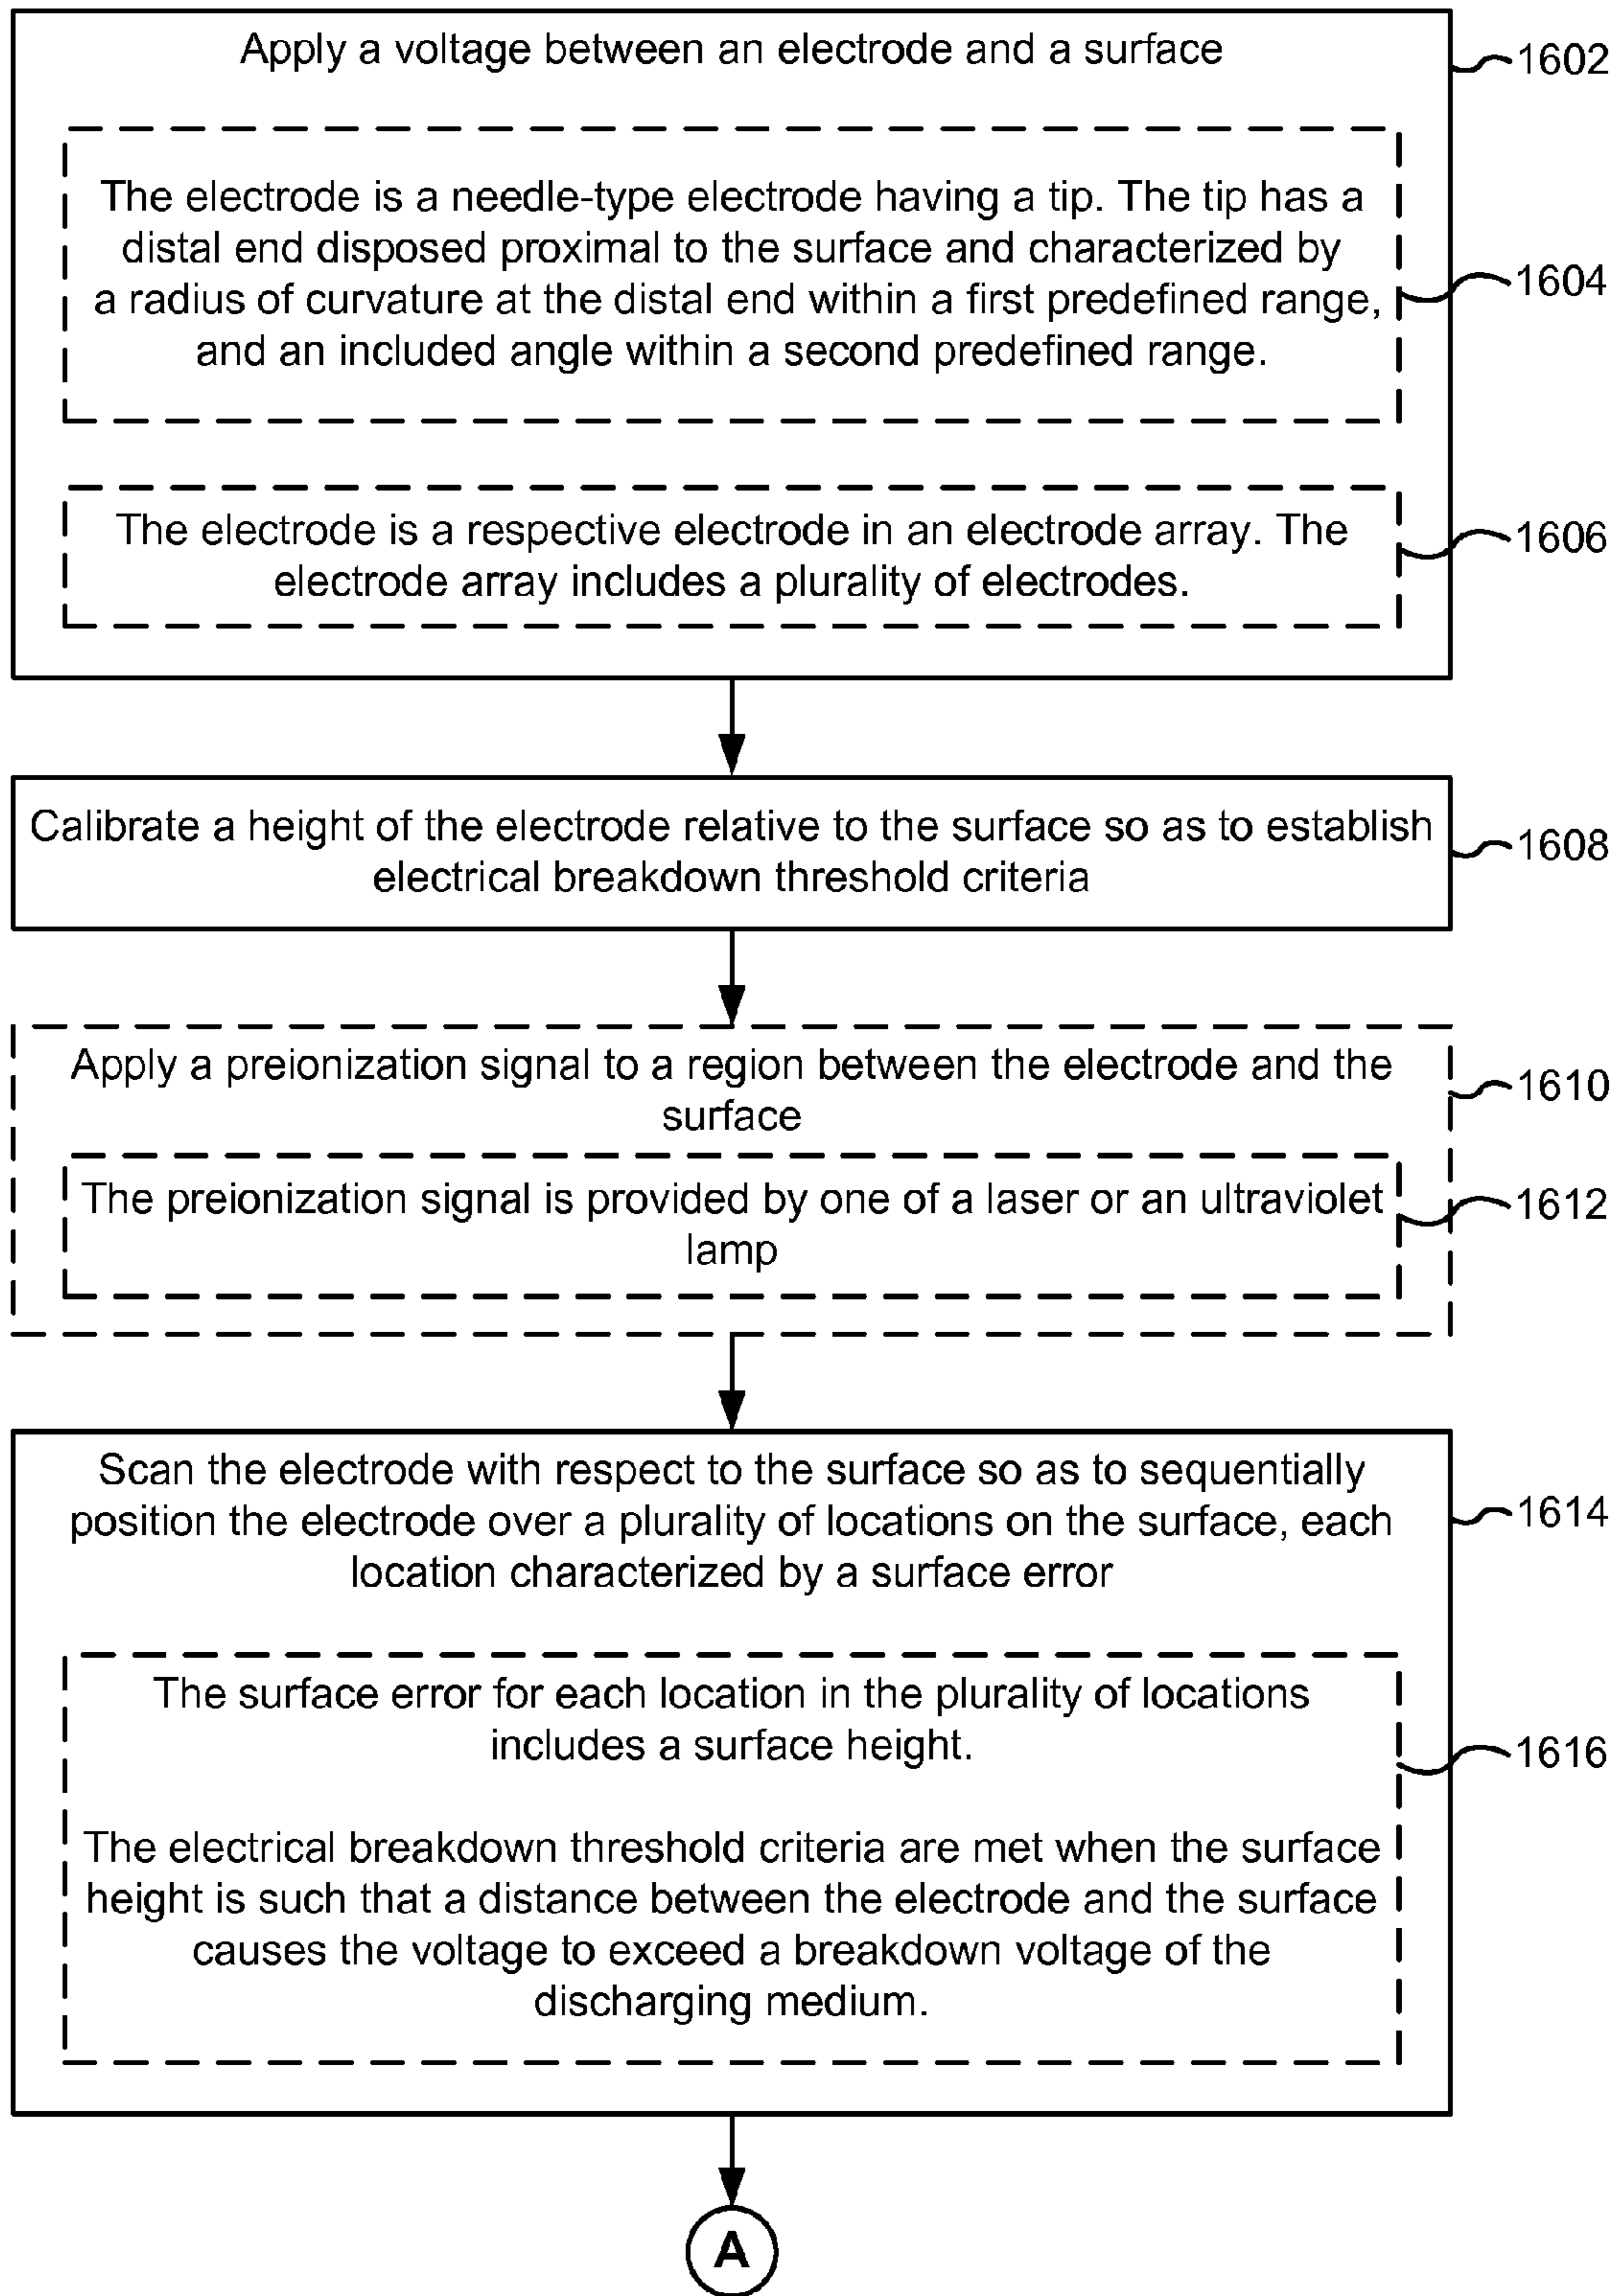 Apply a voltage between an electrode and a surface
1602
The electrode is a needle-type electrode having a tip. The tip has a
distal end disposed proximal to the surface and characterized by
a radius of curvature at the distal end within a first predefined range,
and an included angle within a second predefined range.
1604
The electrode is a respective electrode in an electrode array. The
electrode array includes a plurality of electrodes.
1606
Calibrate a height of the electrode relative to the surface so as to establish
electrical breakdown threshold criteria
1608
Apply a preionization signal to a region between the electrode and the
surface
1610
The preionization signal is provided by one of a laser or an ultraviolet
lamp
1612
Scan the electrode with respect to the surface so as to sequentially
position the electrode over a plurality of locations on the surface, each
location characterized by a surface error
1614
The surface error for each location in the plurality of locations
includes a surface height.
1616
The electrical breakdown threshold criteria are met when the surface
height is such that a distance between the electrode and the surface
causes the voltage to exceed a breakdown voltage of the
discharging medium.
A